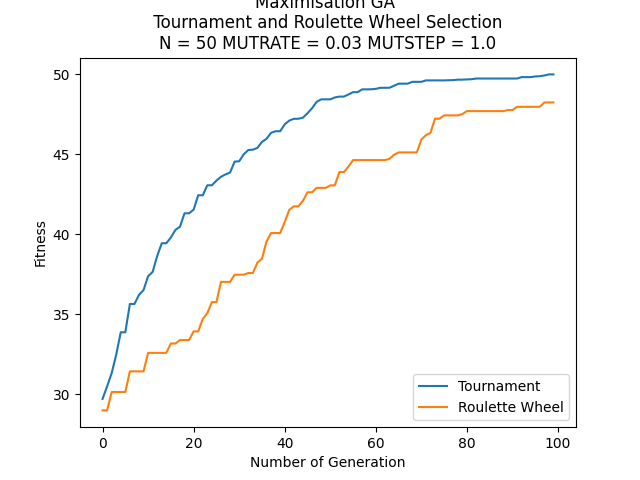 Maximisation GA
Tournament and Roulette Wheel Selection
N = 50 MUTRATE = 0.03 MUTSTEP = 1.0
50
45
40
35
30
Fitness
Tournament
Roulette Wheel
0 20 40 60 80 100
Number of Generation